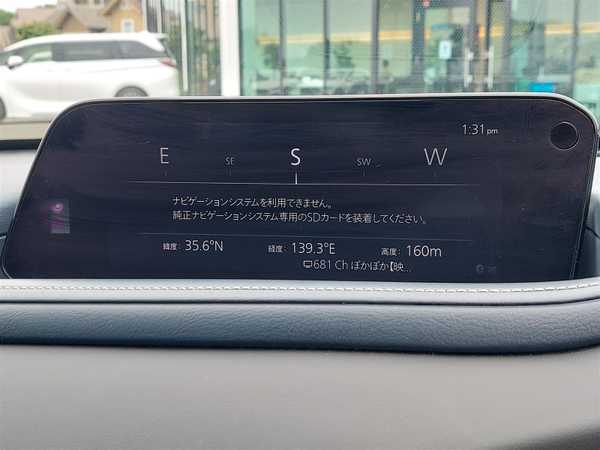 1:31 pm
E SE S SW W
ナビゲーションシステムを利用できません。
純正ナビゲーションシステム専用のSDカードを装着してください。
緯度: 35.6°N 経度: 139.3°E 高度: 160m
681 Ch ぽかぽか【映...